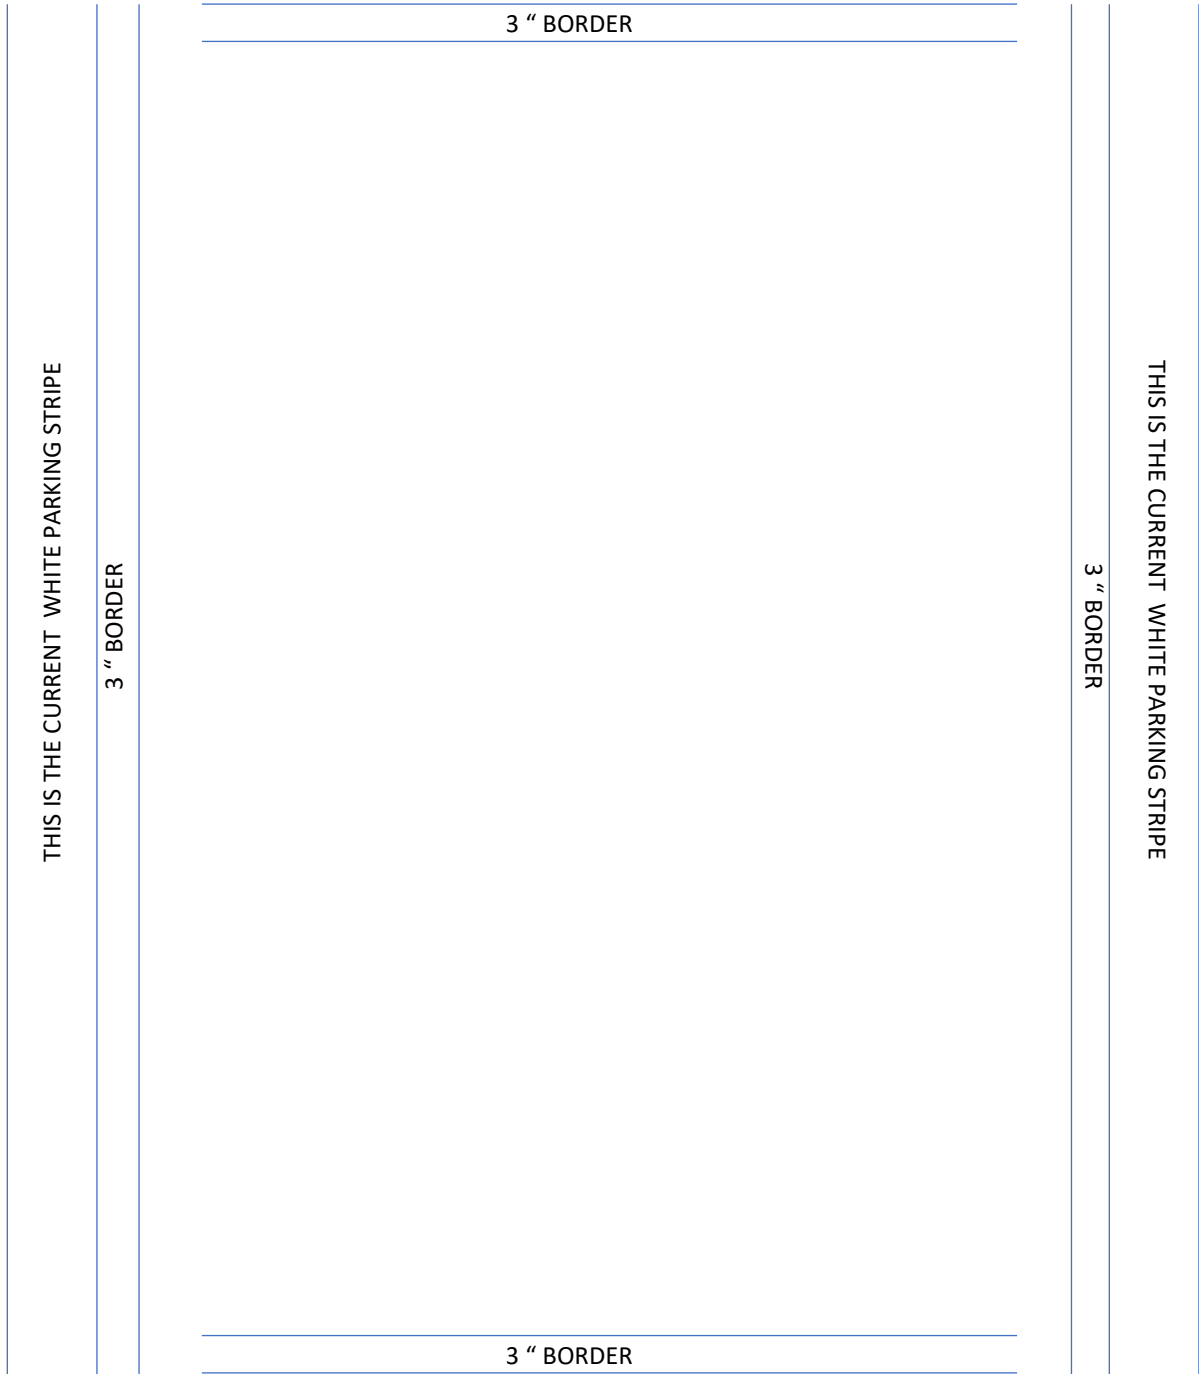 3 “ BORDER
THIS IS THE CURRENT  WHITE PARKING STRIPE
3 “ BORDER
3 “ BORDER
THIS IS THE CURRENT  WHITE PARKING STRIPE
3 “ BORDER